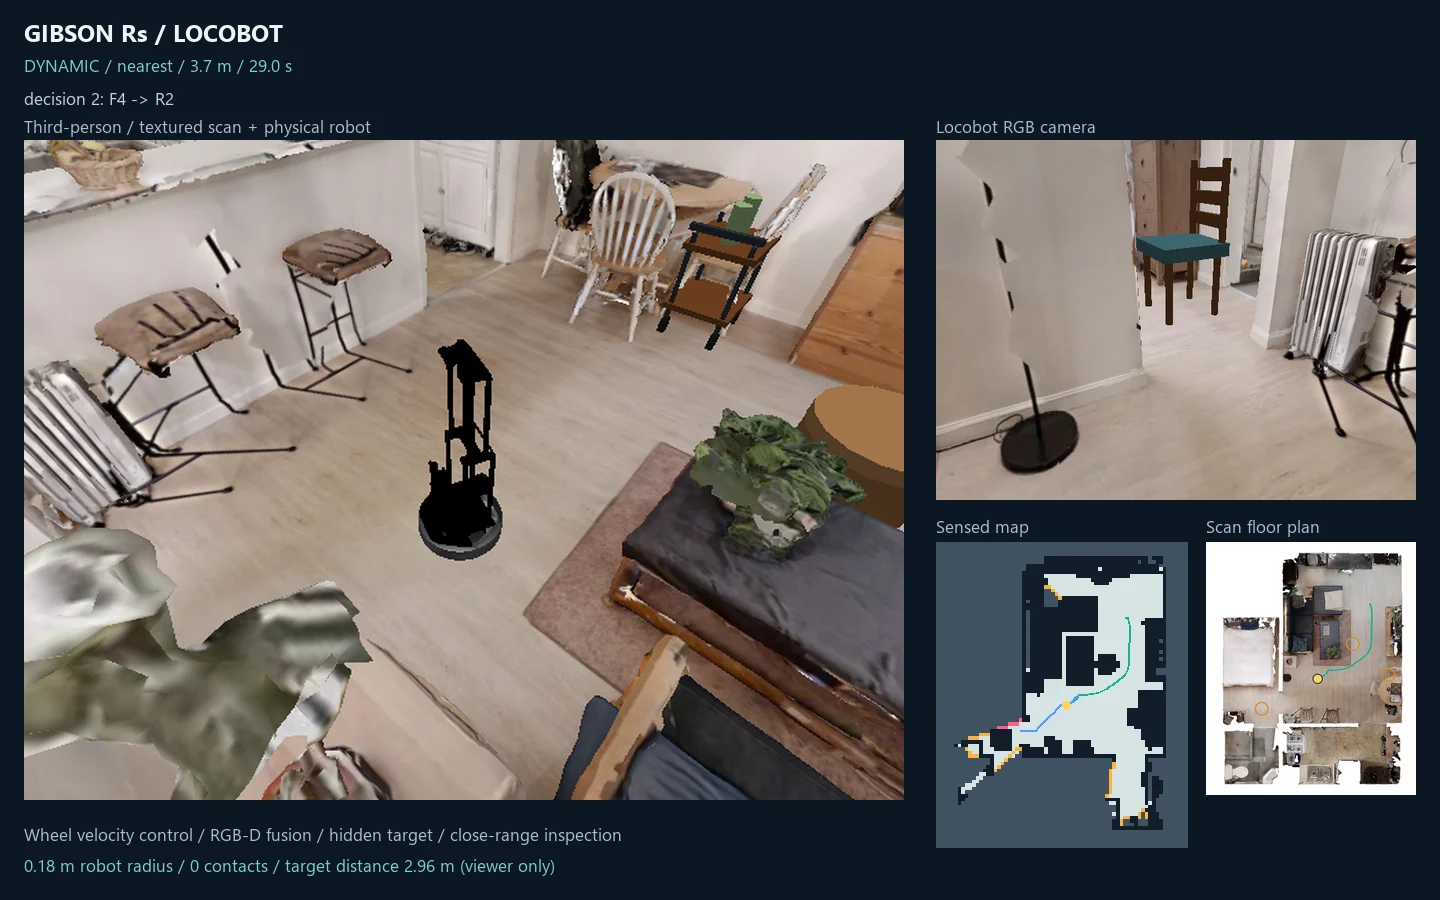 GIBSON Rs / LOCOBOT
DYNAMIC / nearest / 3.7 m / 29.0 s
decision 2: F4 -> R2
Third-person / textured scan + physical robot
Locobot RGB camera
Sensed map
Scan floor plan
Wheel velocity control / RGB-D fusion / hidden target / close-range inspection
0.18 m robot radius / 0 contacts / target distance 2.96 m (viewer only)